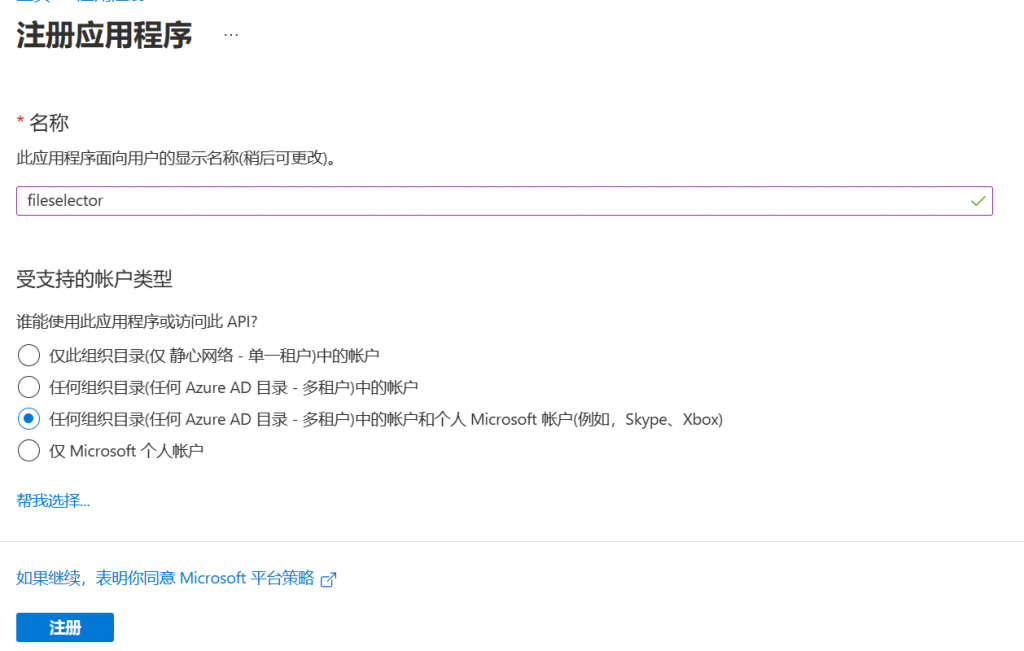 注册应用程序 ...
* 名称
此应用程序面向用户的显示名称(稍后可更改)。
fileselector
受支持的帐户类型
谁能使用此应用程序或访问此 API?
仅此组织目录(仅 静心网络 - 单一租户)中的帐户
任何组织目录(任何 Azure AD 目录 - 多租户)中的帐户
任何组织目录(任何 Azure AD 目录 - 多租户)中的帐户和个人 Microsoft 帐户(例如，Skype、Xbox)
仅 Microsoft 个人帐户
帮我选择...
如果继续，表明你同意 Microsoft 平台策略
注册